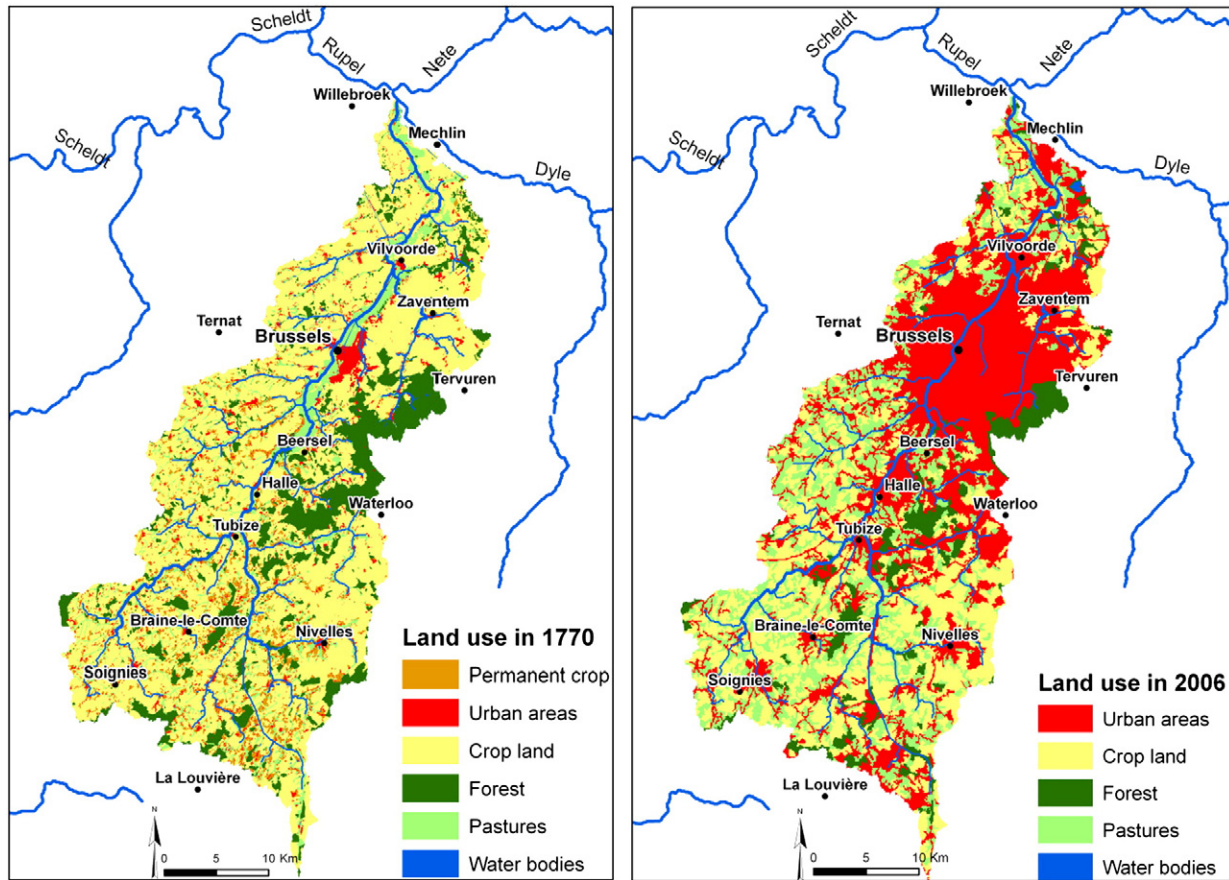 Scheldt
Rupel
Nete
Willebroek
Mechlin
Scheldt
Dyle
Vilvoorde
Zaventem
Ternat
Brussels
Tervuren
Beersel
Halle
Waterloo
Tubize
Braine-le-Comte
Nivelles
Soignies
La Louvière
Land use in 1770
Permanent crop
Urban areas
Crop land
Forest
Pastures
Water bodies
N
0 5 10 Km
Scheldt
Rupel
Nete
Willebroek
Mechlin
Scheldt
Dyle
Vilvoorde
Zaventem
Ternat
Brussels
Tervuren
Beersel
Halle
Waterloo
Tubize
Braine-le-Comte
Nivelles
Soignies
La Louvière
Land use in 2006
Urban areas
Crop land
Forest
Pastures
Water bodies
N
0 5 10 Km